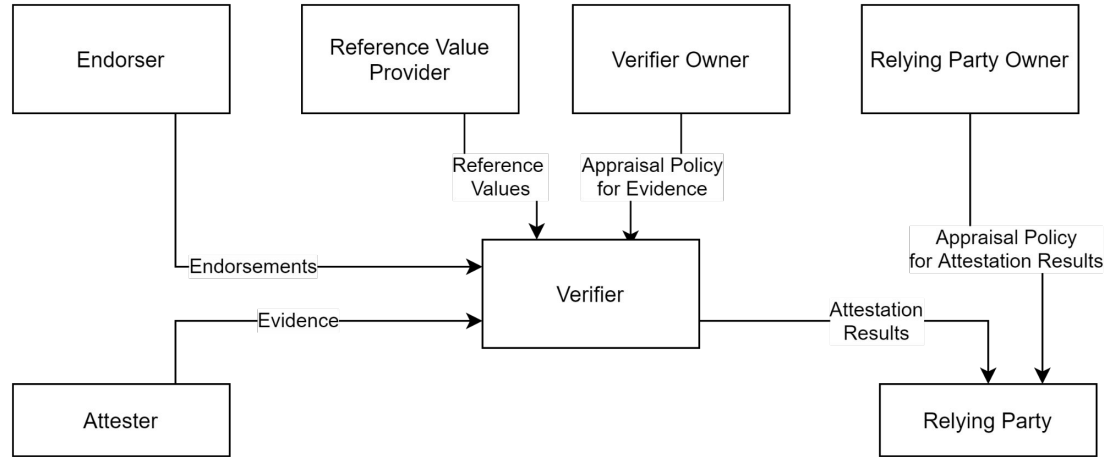 Endorser
Reference Value
Provider
Verifier Owner
Relying Party Owner
Reference
Values
Appraisal Policy
for Evidence
Appraisal Policy
for Attestation Results
Endorsements
Verifier
Evidence
Attestation
Results
Attester
Relying Party